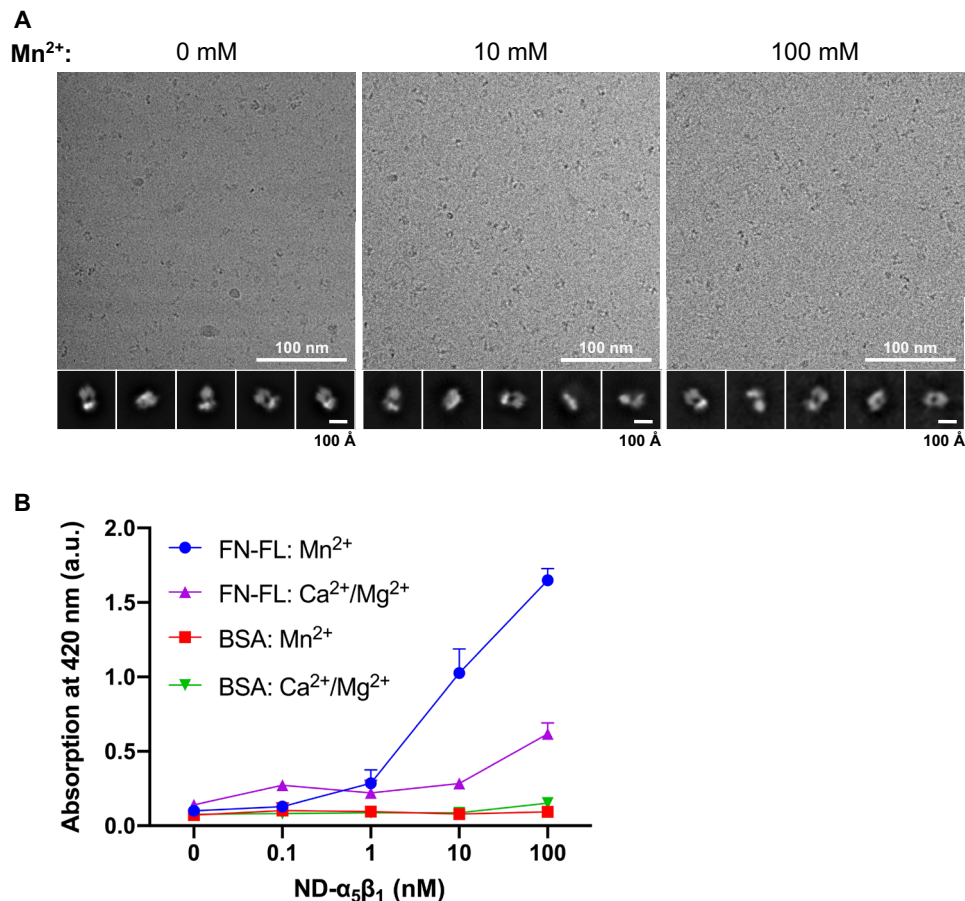 A
Mn²⁺: 0 mM 10 mM 100 mM
100 nm 100 nm 100 nm
100 Å 100 Å 100 Å
B
Absorption at 420 nm (a.u.)
2.0
1.5
1.0
0.5
0.0
FN-FL: Mn²⁺
FN-FL: Ca²⁺/Mg²⁺
BSA: Mn²⁺
BSA: Ca²⁺/Mg²⁺
0 0.1 1 10 100
ND-α₅β₁ (nM)